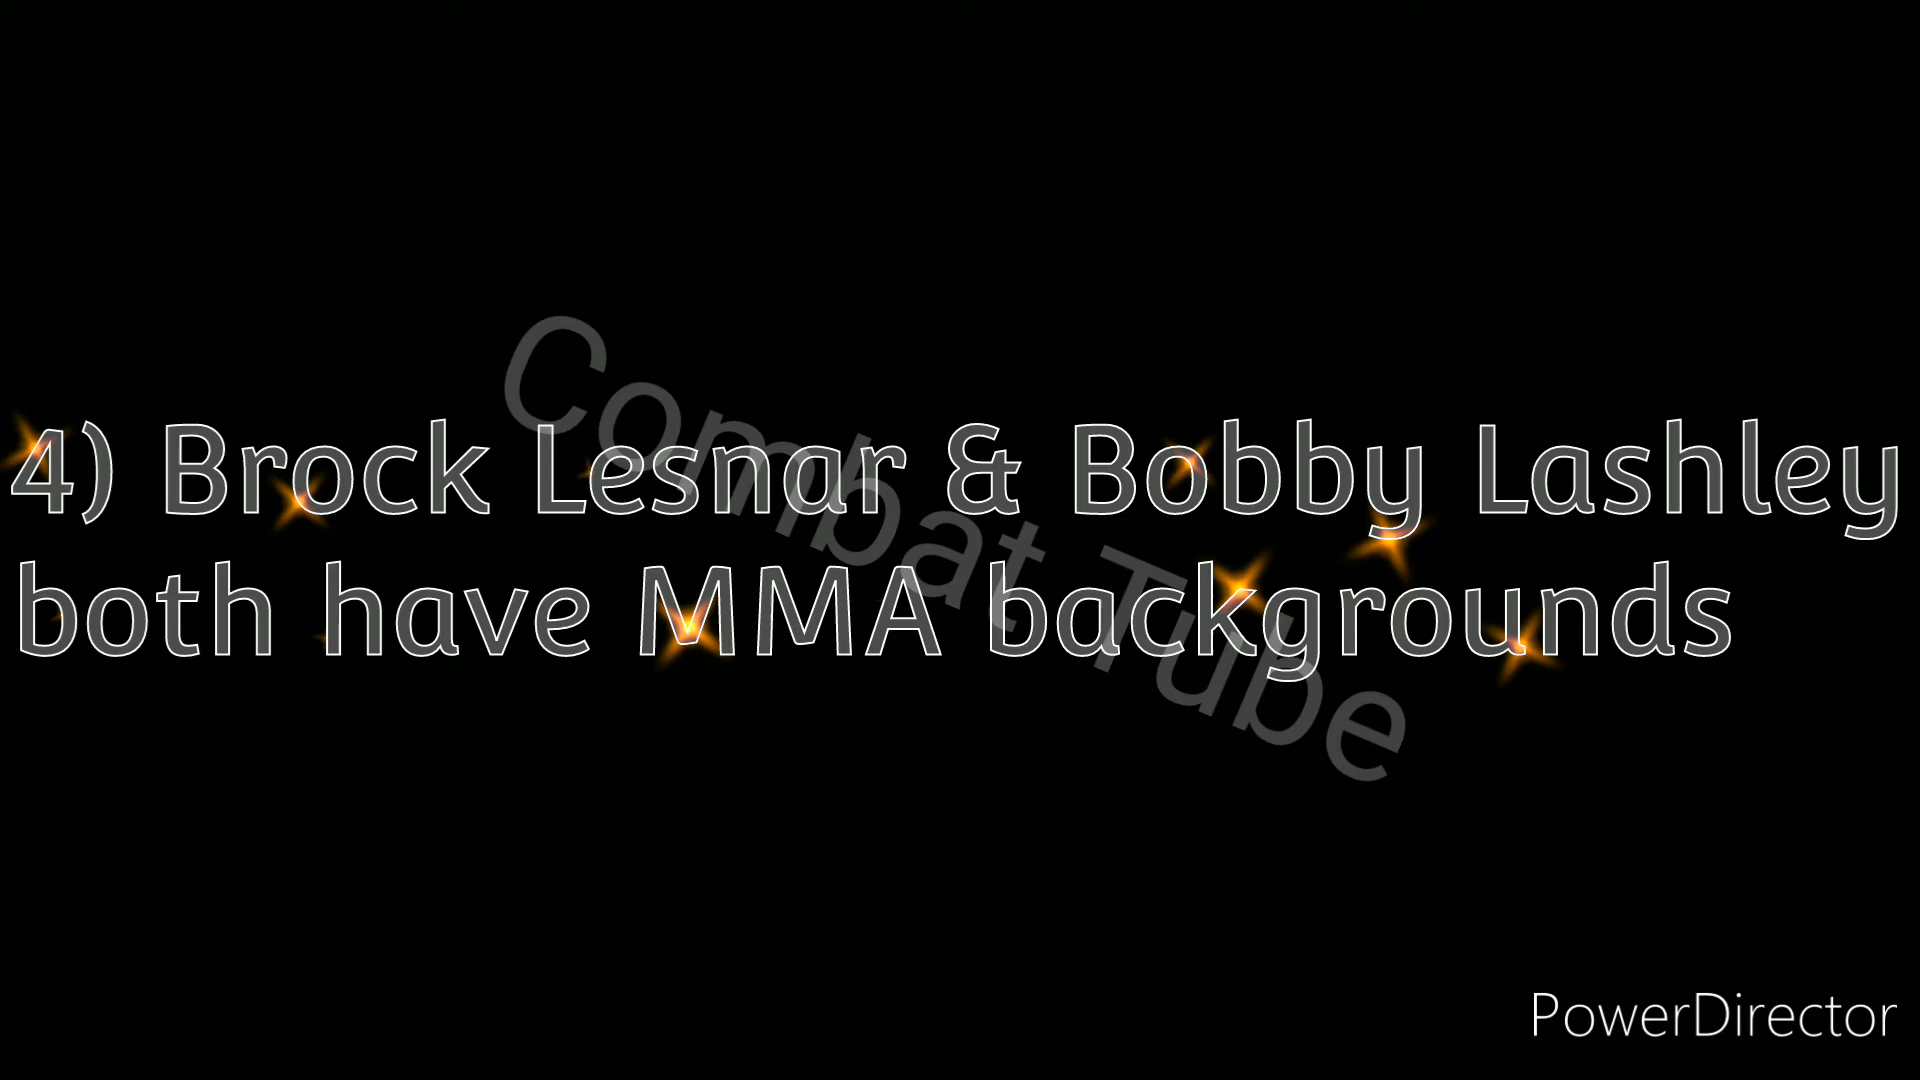 4) Brock Lesnar & Bobby Lashley
both have MMA backgrounds
Combat Tube
PowerDirector